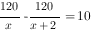 120/x - 120/(x+2) = 10